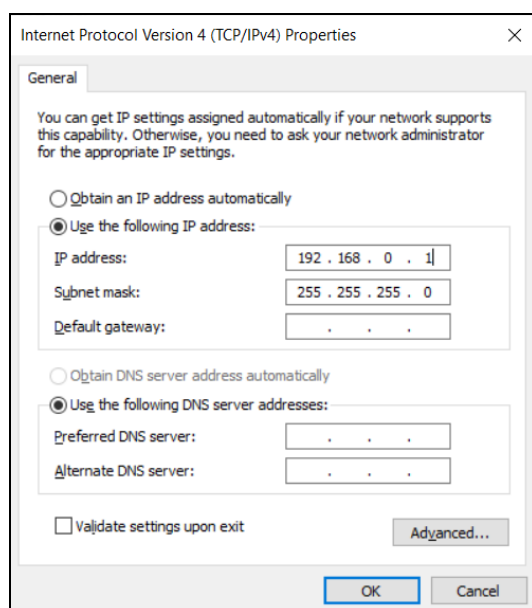 Internet Protocol Version 4 (TCP/IPv4) Properties
General
You can get IP settings assigned automatically if your network supports
this capability. Otherwise, you need to ask your network administrator
for the appropriate IP settings.
Obtain an IP address automatically
Use the following IP address:
IP address: 192 . 168 . 0 . 1
Subnet mask: 255 . 255 . 255 . 0
Default gateway: . . .
Obtain DNS server address automatically
Use the following DNS server addresses:
Preferred DNS server: . . .
Alternate DNS server: . . .
Validate settings upon exit
Advanced...
OK Cancel